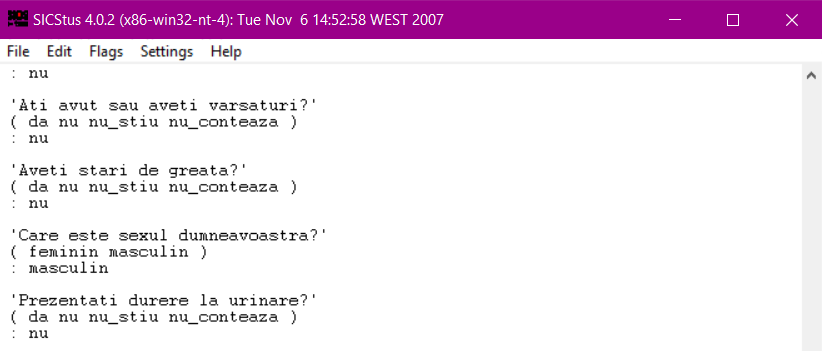 SICStus 4.0.2 (x86-win32-nt-4): Tue Nov  6 14:52:58 WEST 2007
File Edit Flags Settings Help
: nu
'Ati avut sau aveti varsaturi?'
( da nu nu_stiu nu_conteaza )
: nu
'Aveti stari de greata?'
( da nu nu_stiu nu_conteaza )
: nu
'Care este sexul dumneavoastra?'
( feminin masculin )
: masculin
'Prezentati durere la urinare?'
( da nu nu_stiu nu_conteaza )
: nu